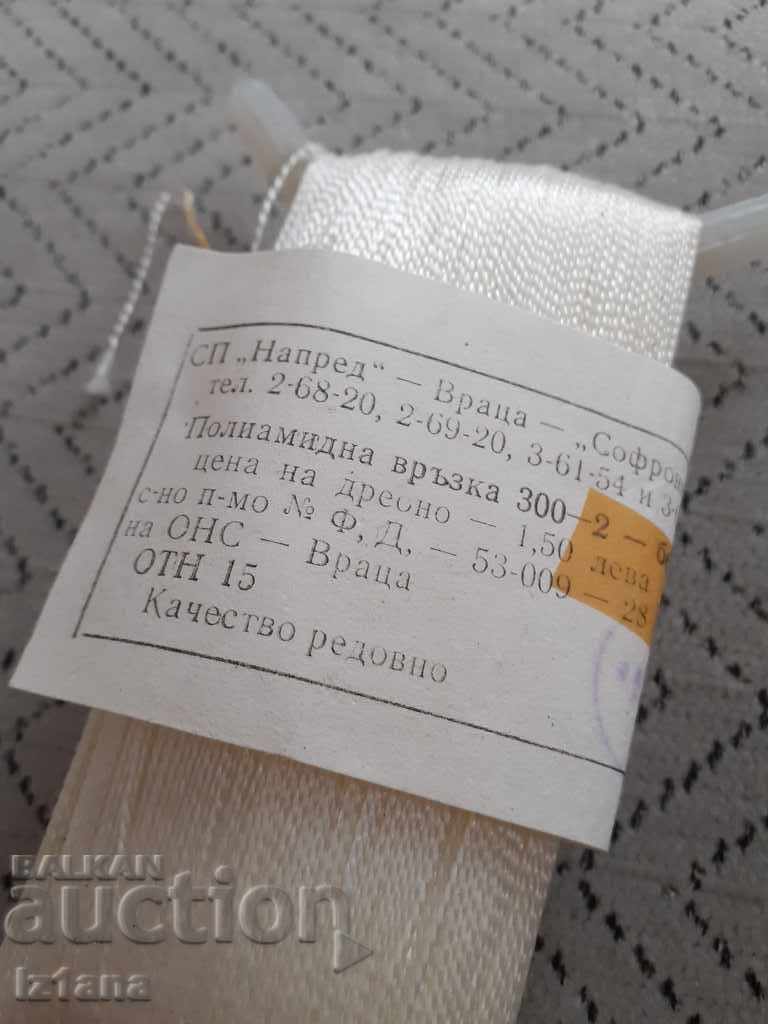 СП „Напред“ — Враца — „Софро
тел. 2-68-20, 2-69-20, 3-61-54 и 3-
Полиамидна връзка 300—2 — б
цена на дребно — 1,50 лева
с-но п-мо № Ф, Д, — 53-009 — 28
на ОНС — Враца
ОТН 15
Качество редовно
BALKAN
auction
iz1ana